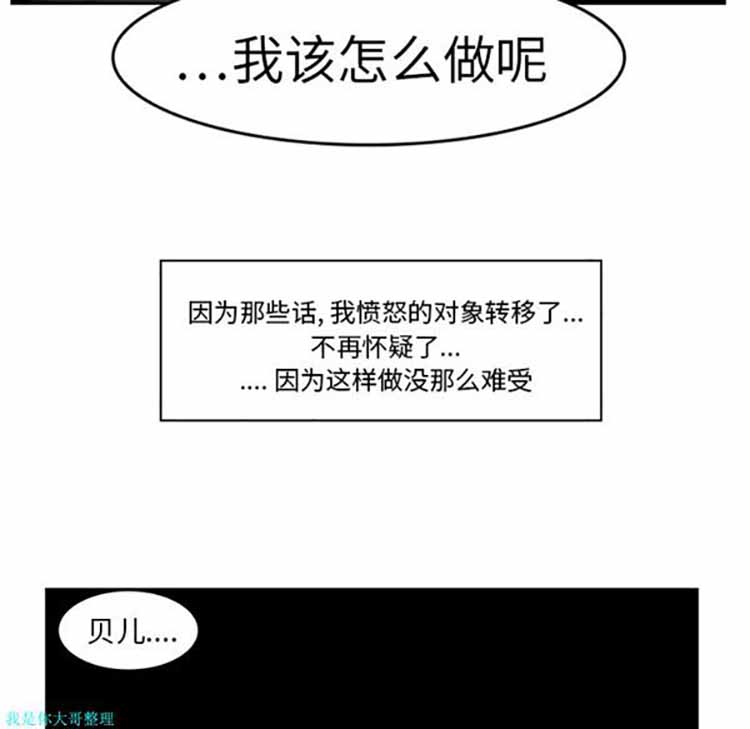 ...我该怎么做呢
因为那些话, 我愤怒的对象转移了...
不再怀疑了...
.... 因为这样做没那么难受
贝儿....
我是你大哥整理